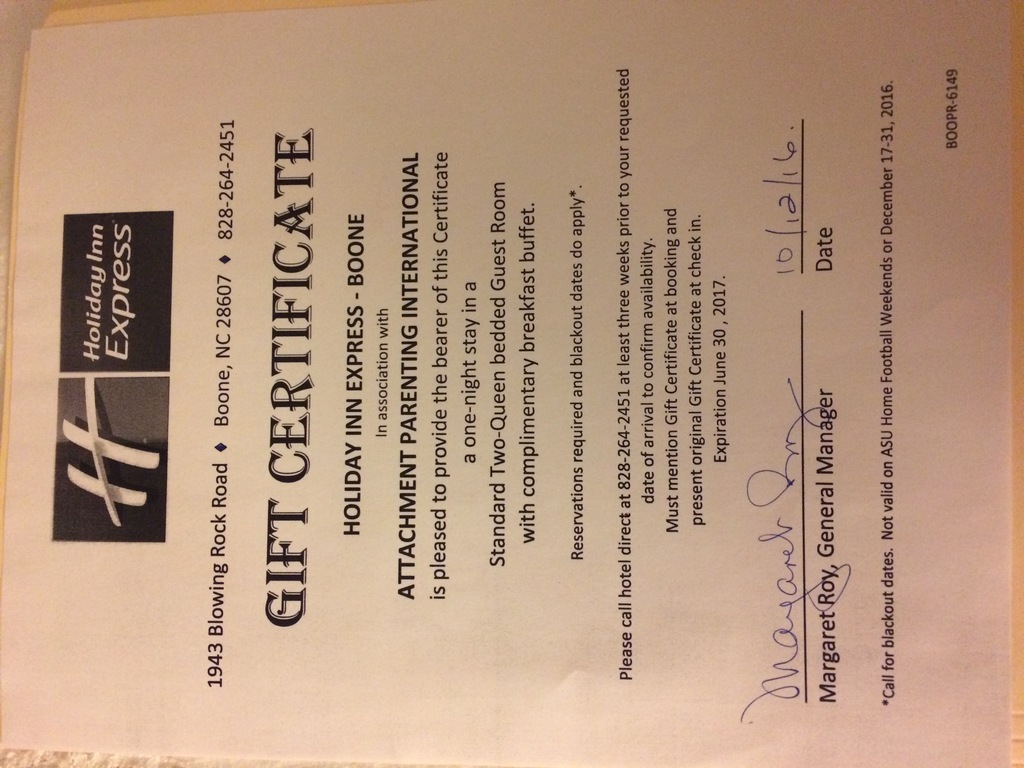 H Holiday Inn
Express
1943 Blowing Rock Road ♦ Boone, NC 28607 ♦ 828-264-2451
GIFT CERTIFICATE
HOLIDAY INN EXPRESS - BOONE
In association with
ATTACHMENT PARENTING INTERNATIONAL
is pleased to provide the bearer of this Certificate
a one-night stay in a
Standard Two-Queen bedded Guest Room
with complimentary breakfast buffet.
Reservations required and blackout dates do apply*.
Please call hotel direct at 828-264-2451 at least three weeks prior to your requested
date of arrival to confirm availability.
Must mention Gift Certificate at booking and
present original Gift Certificate at check in.
Expiration June 30, 2017.
Margaret Roy 10/12/16.
Margaret Roy, General Manager Date
*Call for blackout dates. Not valid on ASU Home Football Weekends or December 17-31, 2016.
BOOPR-6149